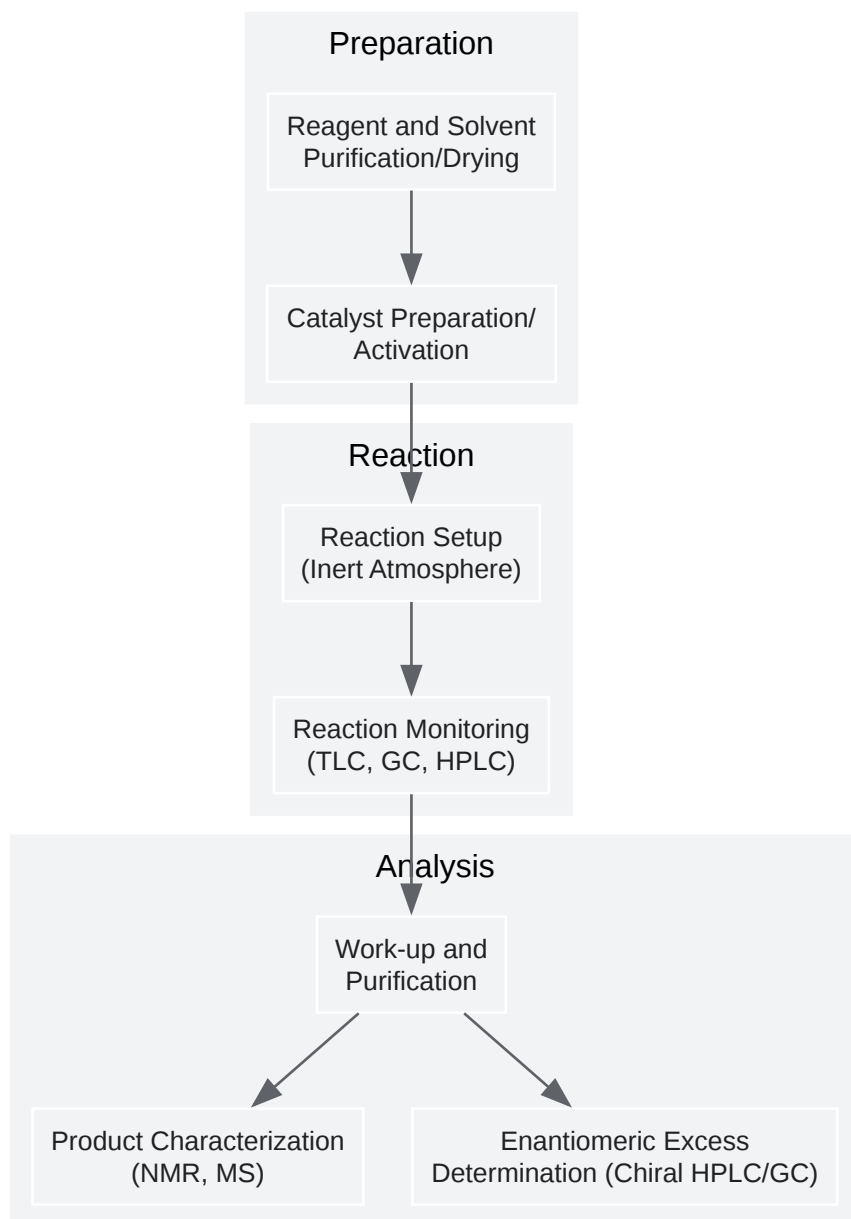 Preparation
Reagent and Solvent
Purification/Drying
Catalyst Preparation/
Activation
Reaction
Reaction Setup
(Inert Atmosphere)
Reaction Monitoring
(TLC, GC, HPLC)
Analysis
Work-up and
Purification
Product Characterization
(NMR, MS)
Enantiomeric Excess
Determination (Chiral HPLC/GC)